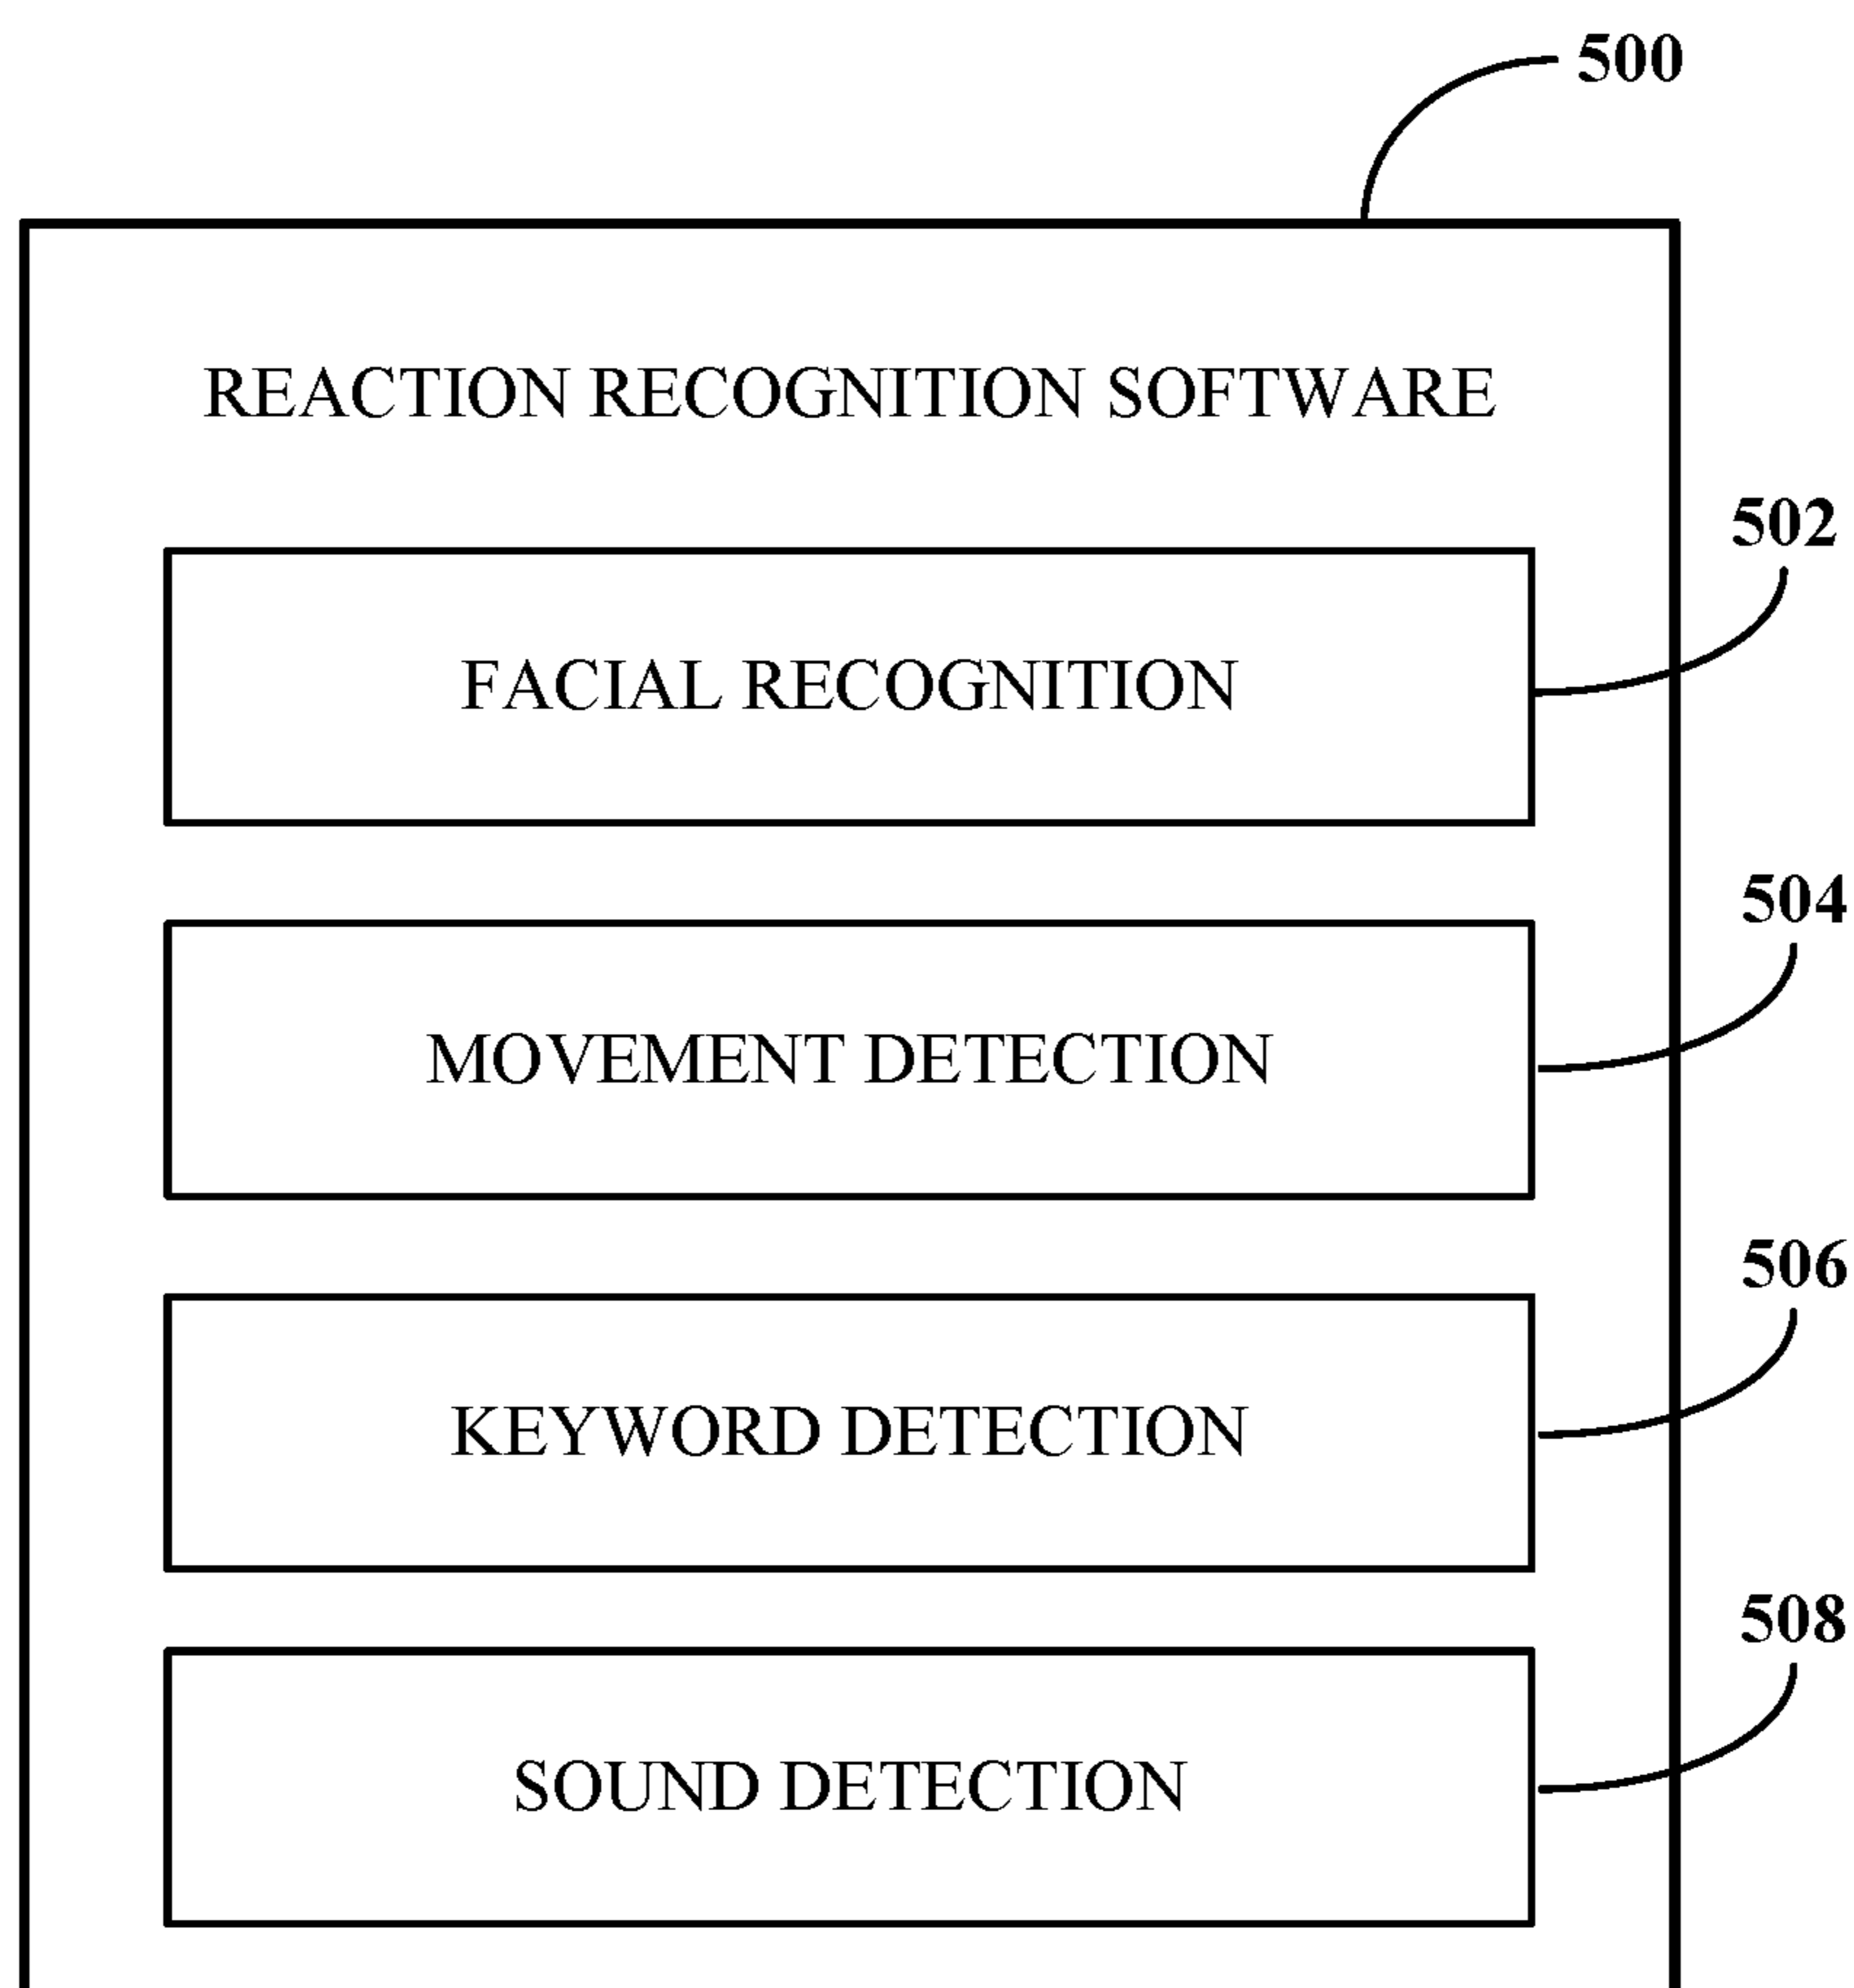 500
REACTION RECOGNITION SOFTWARE
502
FACIAL RECOGNITION
504
MOVEMENT DETECTION
506
KEYWORD DETECTION
508
SOUND DETECTION